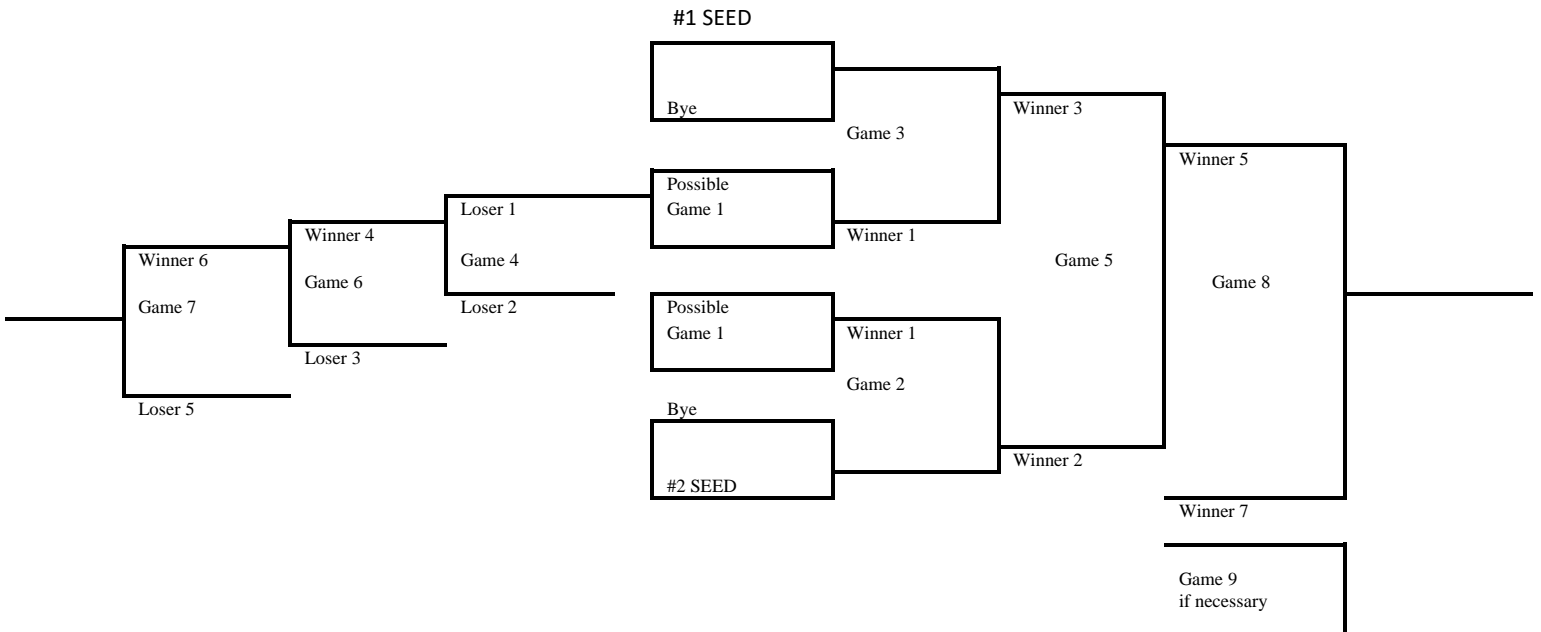 #1 SEED
Bye
Winner 3
Game 3
Winner 5
Possible
Game 1
Loser 1
Winner 4
Winner 1
Winner 6
Game 4
Game 5
Game 6
Game 8
Game 7
Loser 2
Possible
Game 1
Winner 1
Loser 3
Game 2
Loser 5
Bye
Winner 2
#2 SEED
Winner 7
Game 9
if necessary